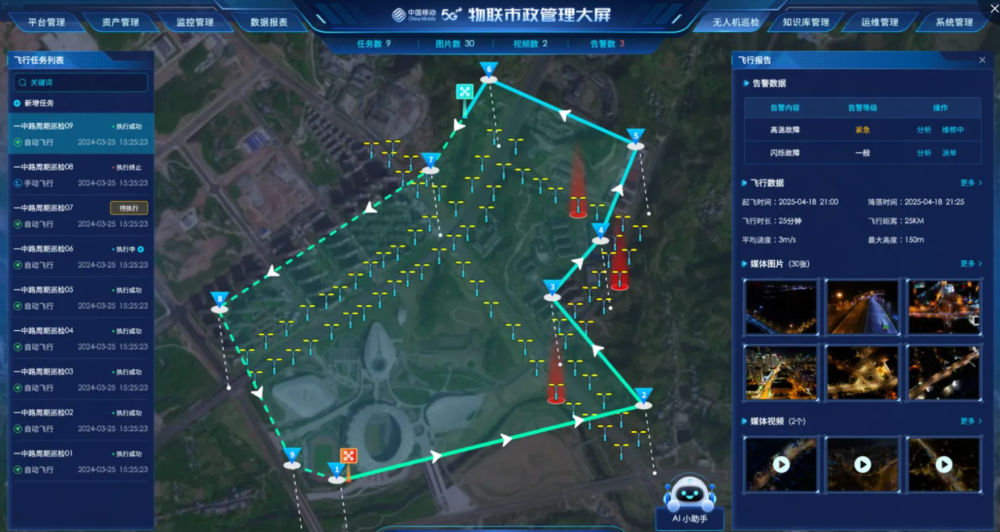 中国移动
China Mobile
5G+
物联市政管理大屏
平台管理
资产管理
监控管理
数据报表
无人机巡检
知识库管理
运维管理
系统管理
任务数 9
图片数 30
视频数 2
告警数 3
飞行任务列表
关键词
新增任务
一中路周期巡检09 执行成功
自动飞行 2024-03-25 15:25:23
一中路周期巡检08 执行终止
手动飞行 2024-03-25 15:25:23
一中路周期巡检07 待执行
自动飞行 2024-03-25 15:25:23
一中路周期巡检06 执行中
自动飞行 2024-03-25 15:25:23
一中路周期巡检05 执行成功
自动飞行 2024-03-25 15:25:23
一中路周期巡检04 执行成功
自动飞行 2024-03-25 15:25:23
一中路周期巡检03 执行成功
自动飞行 2024-03-25 15:25:23
一中路周期巡检02 执行成功
自动飞行 2024-03-25 15:25:23
一中路周期巡检01 执行成功
自动飞行 2024-03-25 15:25:23
6
5
7
4
3
8
2
9
1
AI 小助手
飞行报告
告警数据
告警内容 告警等级 操作
高温故障 紧急 分析 维修中
闪烁故障 一般 分析 派单
飞行数据 更多
起飞时间：2025-04-18 21:00 降落时间：2025-04-18 21:25
飞行时长：25分钟 飞行距离：25KM
平均速度：3m/s 最大高度：150m
媒体图片 (30张) 更多
媒体视频 (2个) 更多